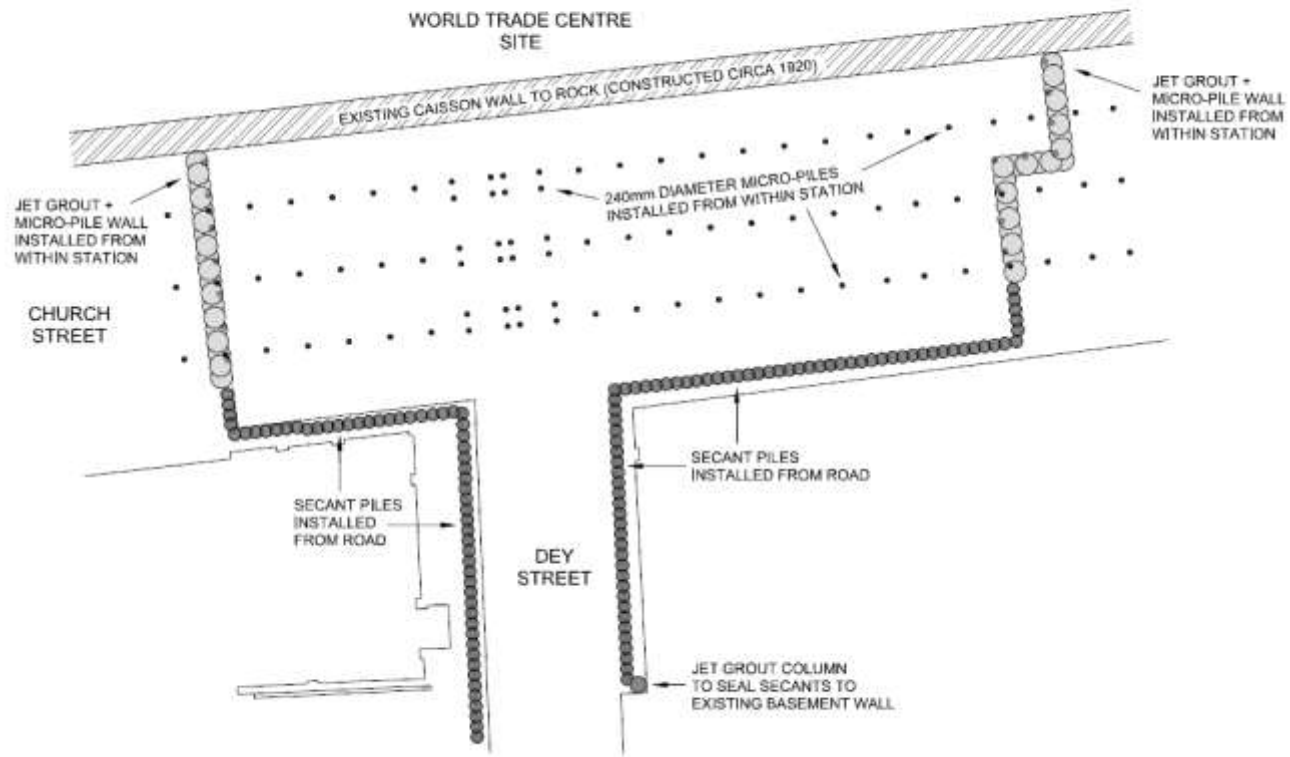 WORLD TRADE CENTRE
SITE
EXISTING CAISSON WALL TO ROCK (CONSTRUCTED CIRCA 1920)
JET GROUT +
MICRO-PILE WALL
INSTALLED FROM
WITHIN STATION
240mm DIAMETER MICRO-PILES
INSTALLED FROM WITHIN STATION
JET GROUT +
MICRO-PILE WALL
INSTALLED FROM
WITHIN STATION
CHURCH
STREET
SECANT PILES
INSTALLED FROM ROAD
SECANT PILES
INSTALLED
FROM ROAD
DEY
STREET
JET GROUT COLUMN
TO SEAL SECANTS TO
EXISTING BASEMENT WALL